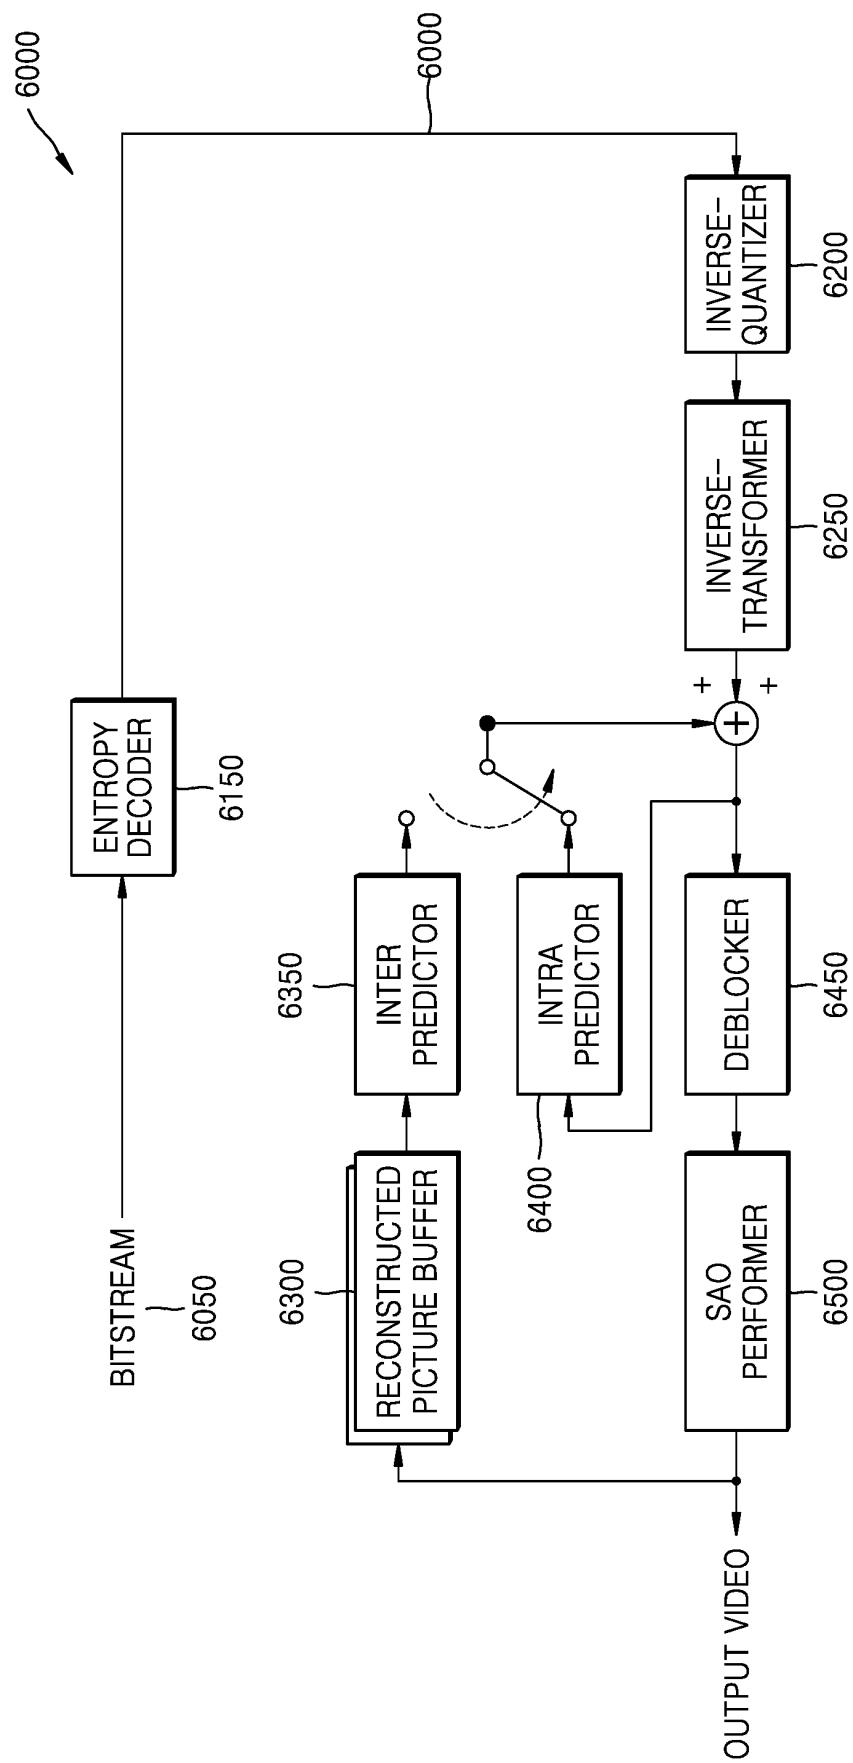 6000
BITSTREAM
6050
ENTROPY
DECODER
6150
6000
6300
RECONSTRUCTED
PICTURE BUFFER
6350
INTER
PREDICTOR
INTRA
PREDICTOR
6400
+
+
+
OUTPUT VIDEO
SAO
PERFORMER
6500
DEBLOCKER
6450
INVERSE-
TRANSFORMER
6250
INVERSE-
QUANTIZER
6200